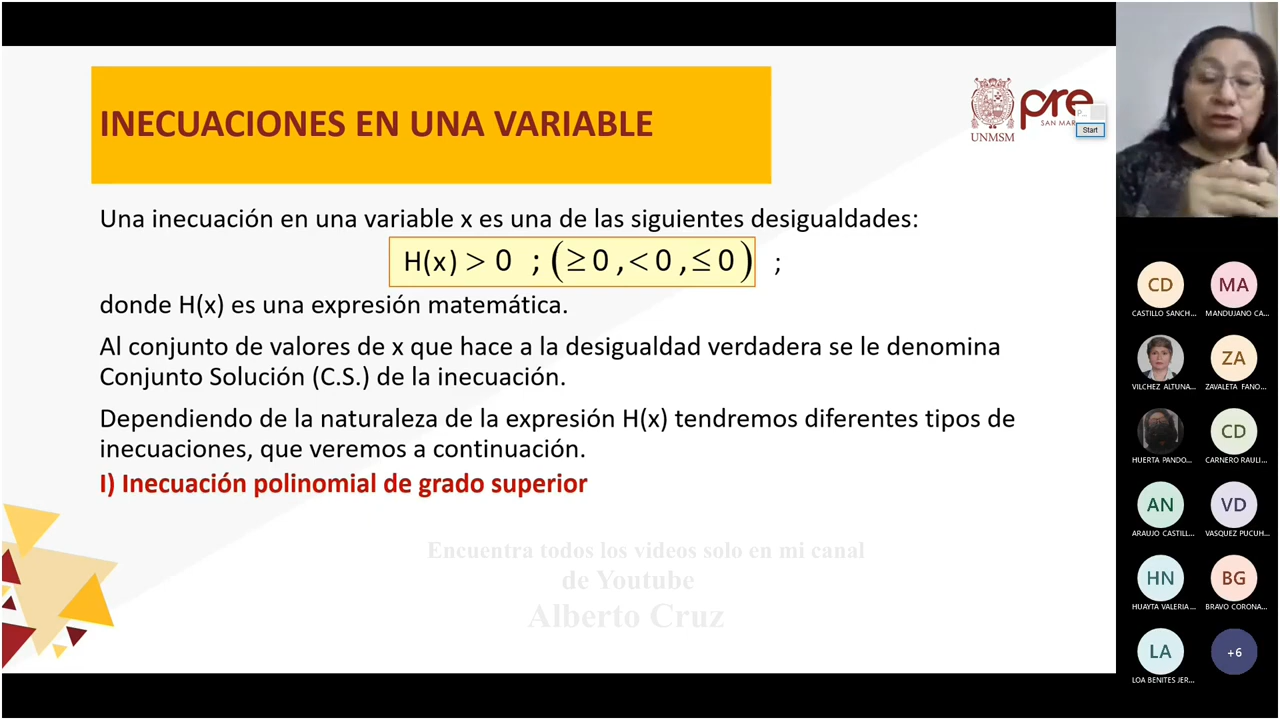 INECUACIONES EN UNA VARIABLE
UNMSM
pre
SAN MAR
P...
Start
Una inecuación en una variable x es una de las siguientes desigualdades:
H(x) > 0 ; (≥ 0 , < 0 , ≤ 0) ;
donde H(x) es una expresión matemática.
Al conjunto de valores de x que hace a la desigualdad verdadera se le denomina
Conjunto Solución (C.S.) de la inecuación.
Dependiendo de la naturaleza de la expresión H(x) tendremos diferentes tipos de
inecuaciones, que veremos a continuación.
I) Inecuación polinomial de grado superior
Encuentra todos los videos solo en mi canal
de Youtube
Alberto Cruz
CD
MA
CASTILLO SANCH...
MANDUJANO CA...
ZA
VILCHEZ ALTUNA...
ZAVALETA FANO...
CD
HUERTA PANDO...
CARNERO RAULI...
AN
VD
ARAUJO CASTILL...
VASQUEZ PUCUH...
HN
BG
HUAYTA VALERIA...
BRAVO CORONA...
LA
+6
LOA BENITES JER...